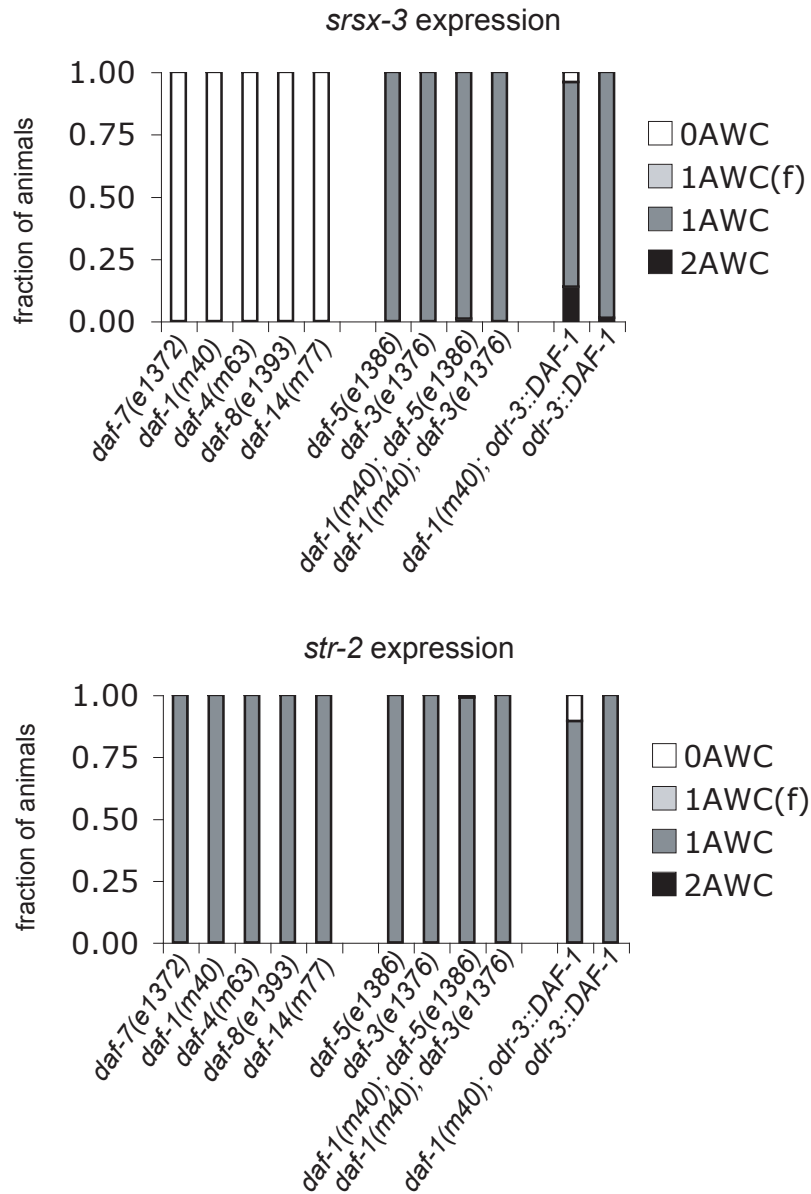 srsx-3 expression
fraction of animals
1.00
0.75
0.50
0.25
0.00
0AWC
1AWC(f)
1AWC
2AWC
daf-7(e1372)
daf-1(m40)
daf-4(m63)
daf-8(e1393)
daf-14(m77)
daf-5(e1386)
daf-3(e1376)
daf-1(m40); daf-5(e1386)
daf-1(m40); daf-3(e1376)
daf-1(m40); odr-3::DAF-1
odr-3::DAF-1
str-2 expression
fraction of animals
1.00
0.75
0.50
0.25
0.00
0AWC
1AWC(f)
1AWC
2AWC
daf-7(e1372)
daf-1(m40)
daf-4(m63)
daf-8(e1393)
daf-14(m77)
daf-5(e1386)
daf-3(e1376)
daf-1(m40); daf-5(e1386)
daf-1(m40); daf-3(e1376)
daf-1(m40); odr-3::DAF-1
odr-3::DAF-1